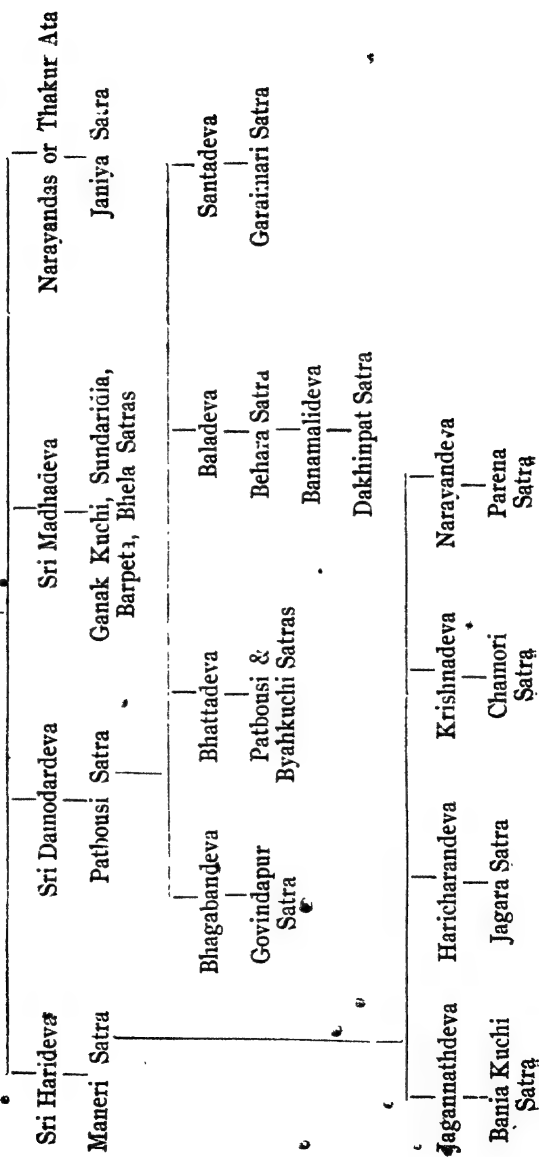 Sri Harideva
Sri Damodardeva
Sri Madhadeva
Narayandas or Thakur Ata
Maneri Satra
Patbousi Satra
Ganak Kuchi, Sundaridia,
Barpeta, Bhela Satras
Janiya Satra
Bhagabandeva
Bhattadeva
Baladeva
Santadeva
Govindapur
Satra
Patbousi &
Byahkuchi Satras
Behara Satra
Garaimari Satra
Banamalideva
Dakhinpat Satra
Jagannathdeva
Haricharandeva
Krishnadeva
Narayandeva
Bania Kuchi
Satra
Jagara Satra
Chamori
Satra
Parena
Satra